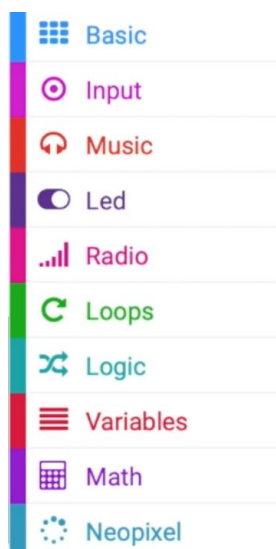 Basic
Input
Music
Led
Radio
Loops
Logic
Variables
Math
Neopixel